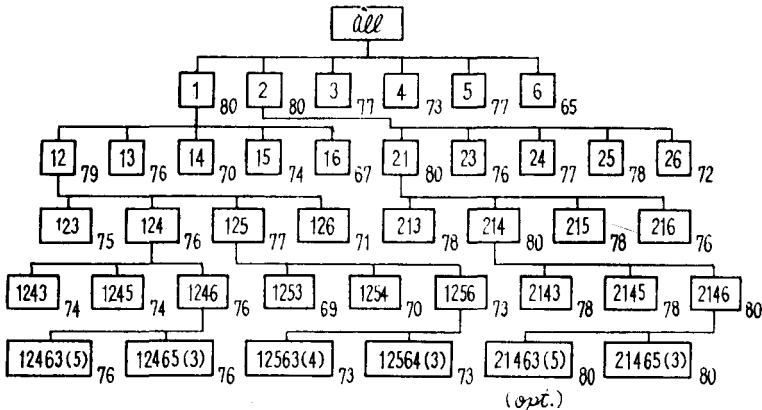 all
1 80 2 80 3 77 4 73 5 77 6 65
12 79 13 76 14 70 15 74 16 67 21 80 23 76 24 77 25 78 26 72
123 75 124 76 125 77 126 71 213 78 214 80 215 78 216 76
1243 74 1245 74 1246 76 1253 69 1254 70 1256 73 2143 78 2145 78 2146 80
12463(5) 76 12465(3) 76 12563(4) 73 12564(3) 73 21463(5) 80 21465(3) 80
(opt.)